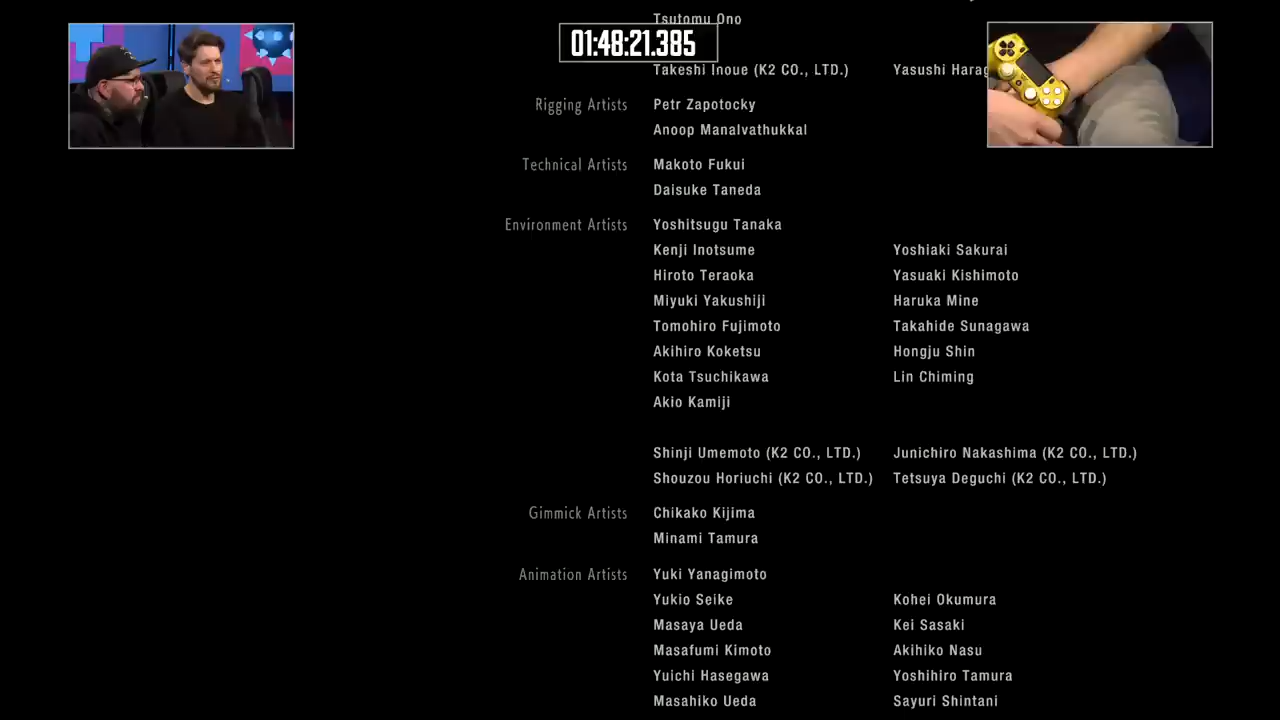 Tsutomu Ono
01:48:21.385
Takeshi Inoue (K2 CO., LTD.) Yasushi
Rigging Artists Petr Zapotocky
Anoop Manalvathukkal
Technical Artists Makoto Fukui
Daisuke Taneda
Environment Artists Yoshitsugu Tanaka
Kenji Inotsume Yoshiaki Sakurai
Hiroto Teraoka Yasuaki Kishimoto
Miyuki Yakushiji Haruka Mine
Tomohiro Fujimoto Takahide Sunagawa
Akihiro Koketsu Hongju Shin
Kota Tsuchikawa Lin Chiming
Akio Kamiji
Shinji Umemoto (K2 CO., LTD.) Junichiro Nakashima (K2 CO., LTD.)
Shouzou Horiuchi (K2 CO., LTD.) Tetsuya Deguchi (K2 CO., LTD.)
Gimmick Artists Chikako Kijima
Minami Tamura
Animation Artists Yuki Yanagimoto
Yukio Seike Kohei Okumura
Masaya Ueda Kei Sasaki
Masafumi Kimoto Akihiko Nasu
Yuichi Hasegawa Yoshihiro Tamura
Masahiko Ueda Sayuri Shintani